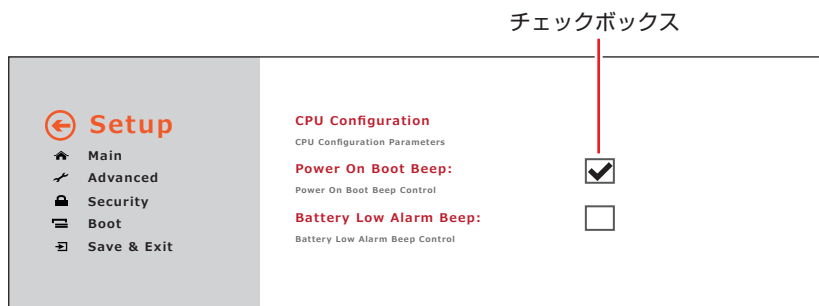 チェックボックス
Setup
Main
Advanced
Security
Boot
Save & Exit
CPU Configuration
CPU Configuration Parameters
Power On Boot Beep:
Power On Boot Beep Control
Battery Low Alarm Beep:
Battery Low Alarm Beep Control